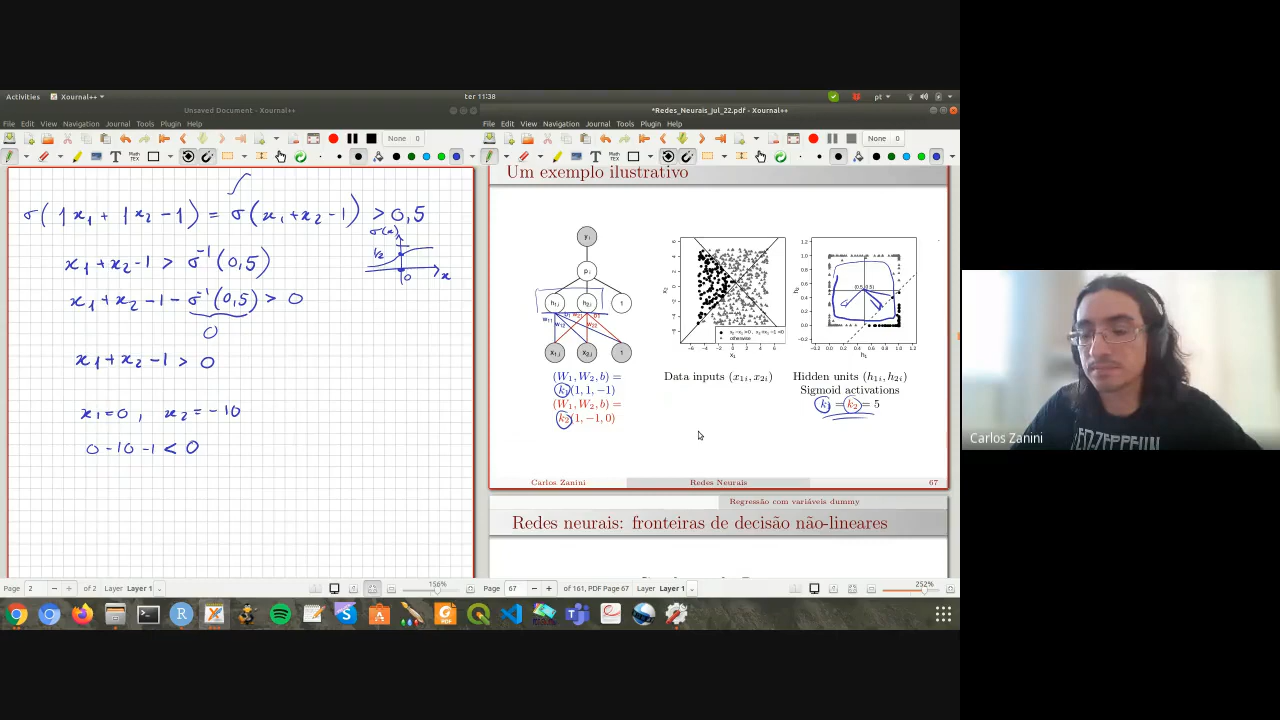 Activities Xournal++ ter 11:38 pt
Unsaved Document - Xournal++
*Redes_Neurais_Jul_22.pdf - Xournal++
File Edit View Navigation Journal Tools Plugin Help
File Edit View Navigation Journal Tools Plugin Help
None 0
None 0
σ(1x₁ + 1x₂ -1) = σ(x₁+x₂-1) > 0,5
x₁+x₂-1 > σ⁻¹(0,5)
σ(x)
1/2
0
x
x₁+x₂-1-σ⁻¹(0,5) > 0
0
x₁+x₂-1 > 0
x₁=0, x₂=-10
0-10-1 < 0
Um exemplo ilustrativo
(W₁, W₂, b) =
k₁(1, 1, −1)
(W₁, W₂, b) =
k₂(1, −1, 0)
Data inputs (x₁ᵢ, x₂ᵢ)
Hidden units (h₁ᵢ, h₂ᵢ)
Sigmoid activations
k₁ = k₂ = 5
Carlos Zanini Redes Neurais 67
Regressão com variáveis dummy
Redes neurais: fronteiras de decisão não-lineares
Page 2 of 2 Layer Layer 1 156%
Page 67 of 161, PDF Page 67 Layer Layer 1 252%
Carlos Zanini
LED-ZEPPELIN